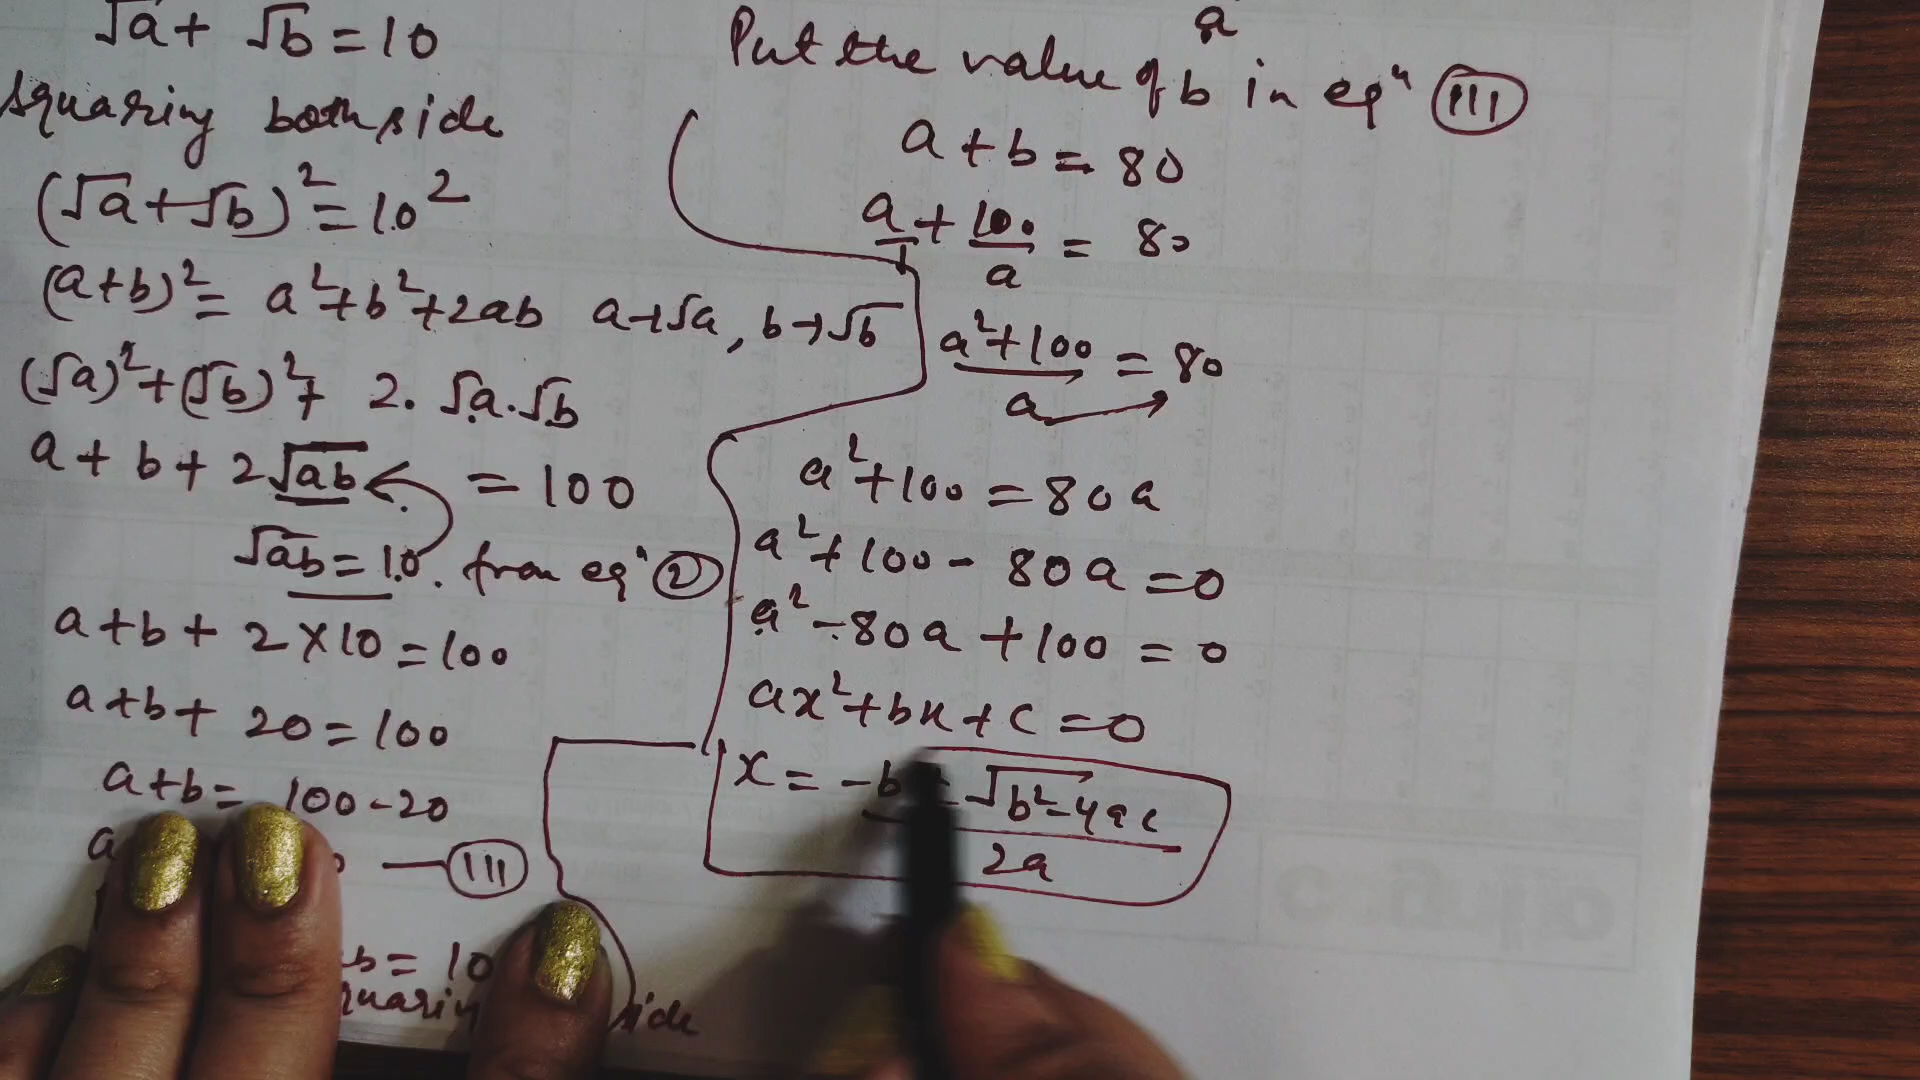 √a + √b = 10
squaring both side
(√a + √b)² = 10²
(a+b)² = a² + b² + 2ab a→√a, b→√b
(√a)² + (√b)² + 2. √a.√b
a + b + 2√ab = 100
√ab = 10. from eqⁿ ②
a + b + 2 × 10 = 100
a + b + 20 = 100
a + b = 100 - 20
a — (III)
b = 10
side
a
Put the value of b in eqⁿ (III)
a + b = 80
a/1 + 100/a = 80
(a² + 100)/a = 80
a² + 100 = 80a
a² + 100 - 80a = 0
a² - 80a + 100 = 0
ax² + bx + c = 0
x = -b √b² - 4ac
2a